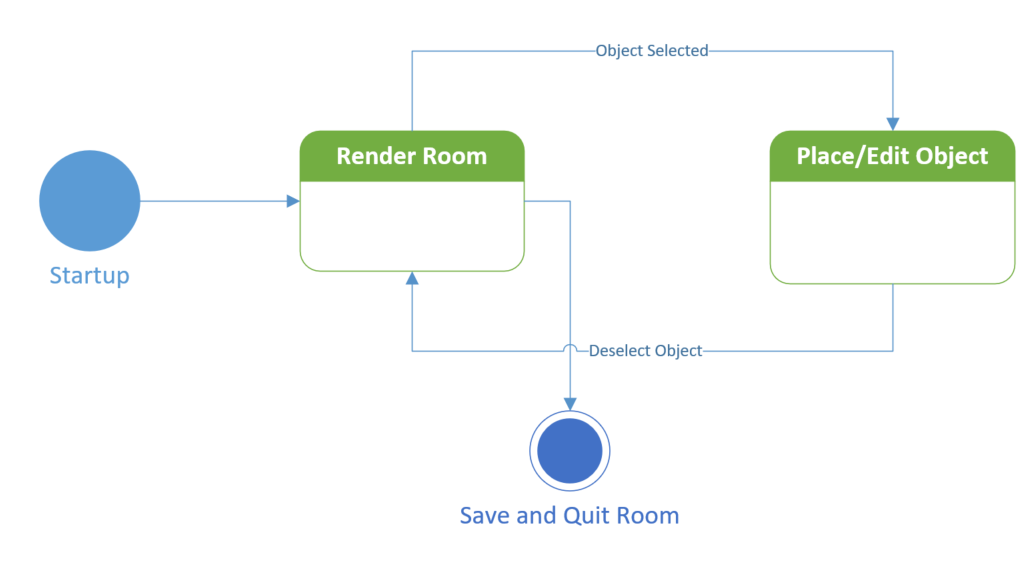 Object Selected
Render Room
Place/Edit Object
Startup
Deselect Object
Save and Quit Room